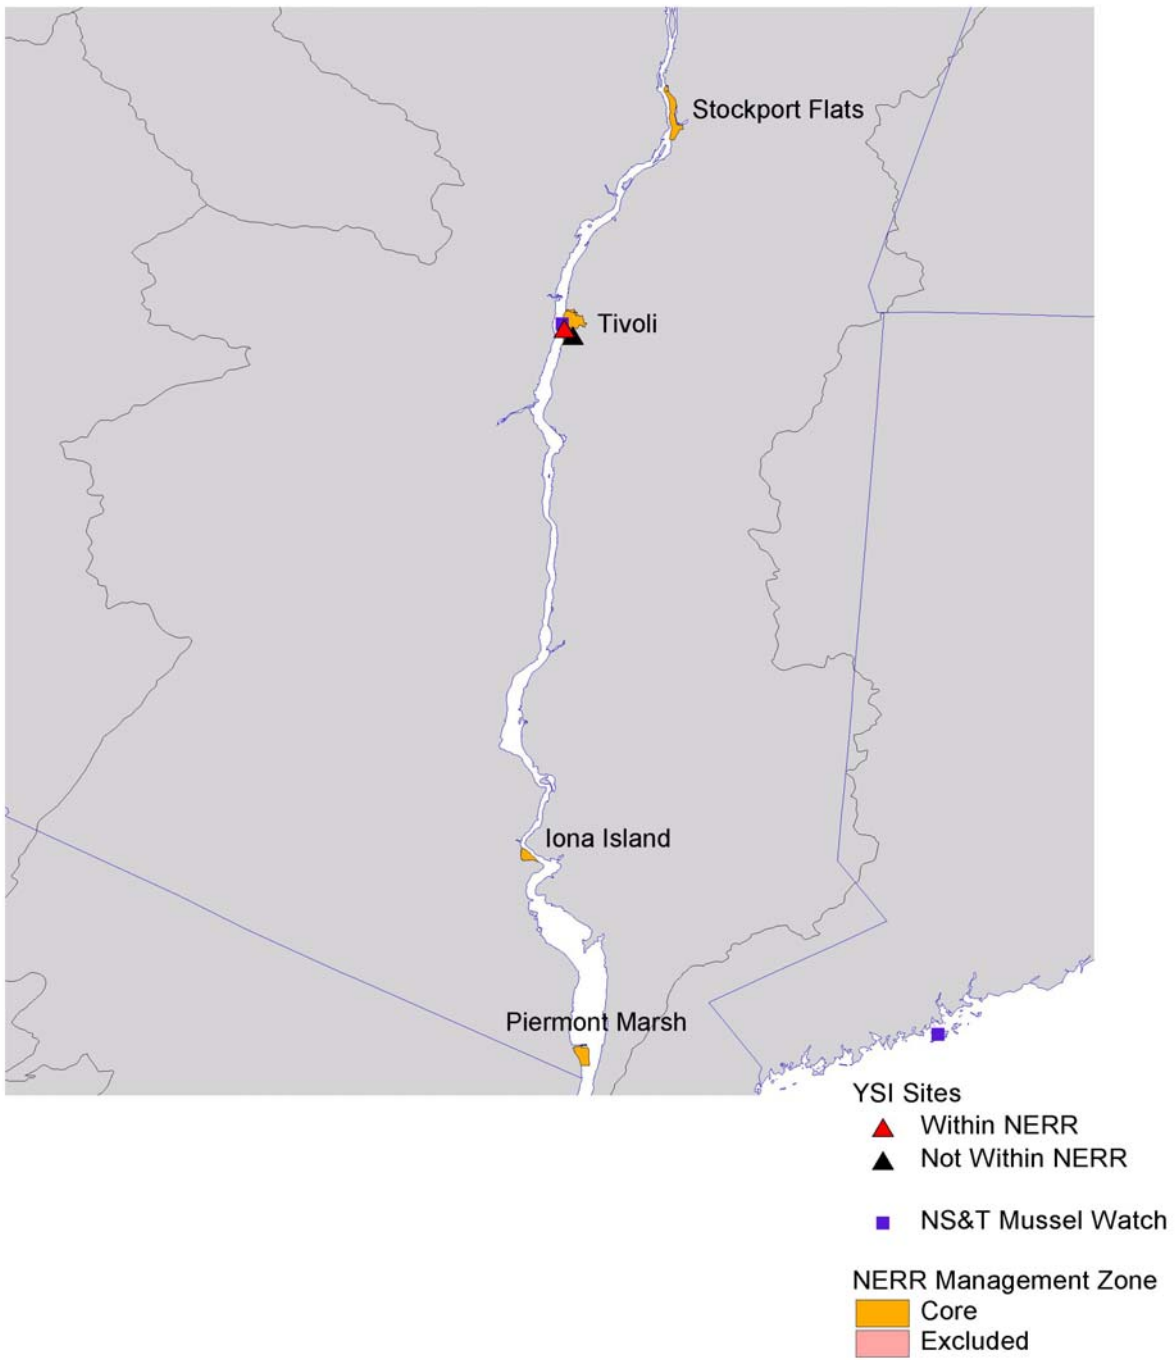 Stockport Flats
Tivoli
Iona Island
Piermont Marsh
YSI Sites
Within NERR
Not Within NERR
NS&T Mussel Watch
NERR Management Zone
Core
Excluded